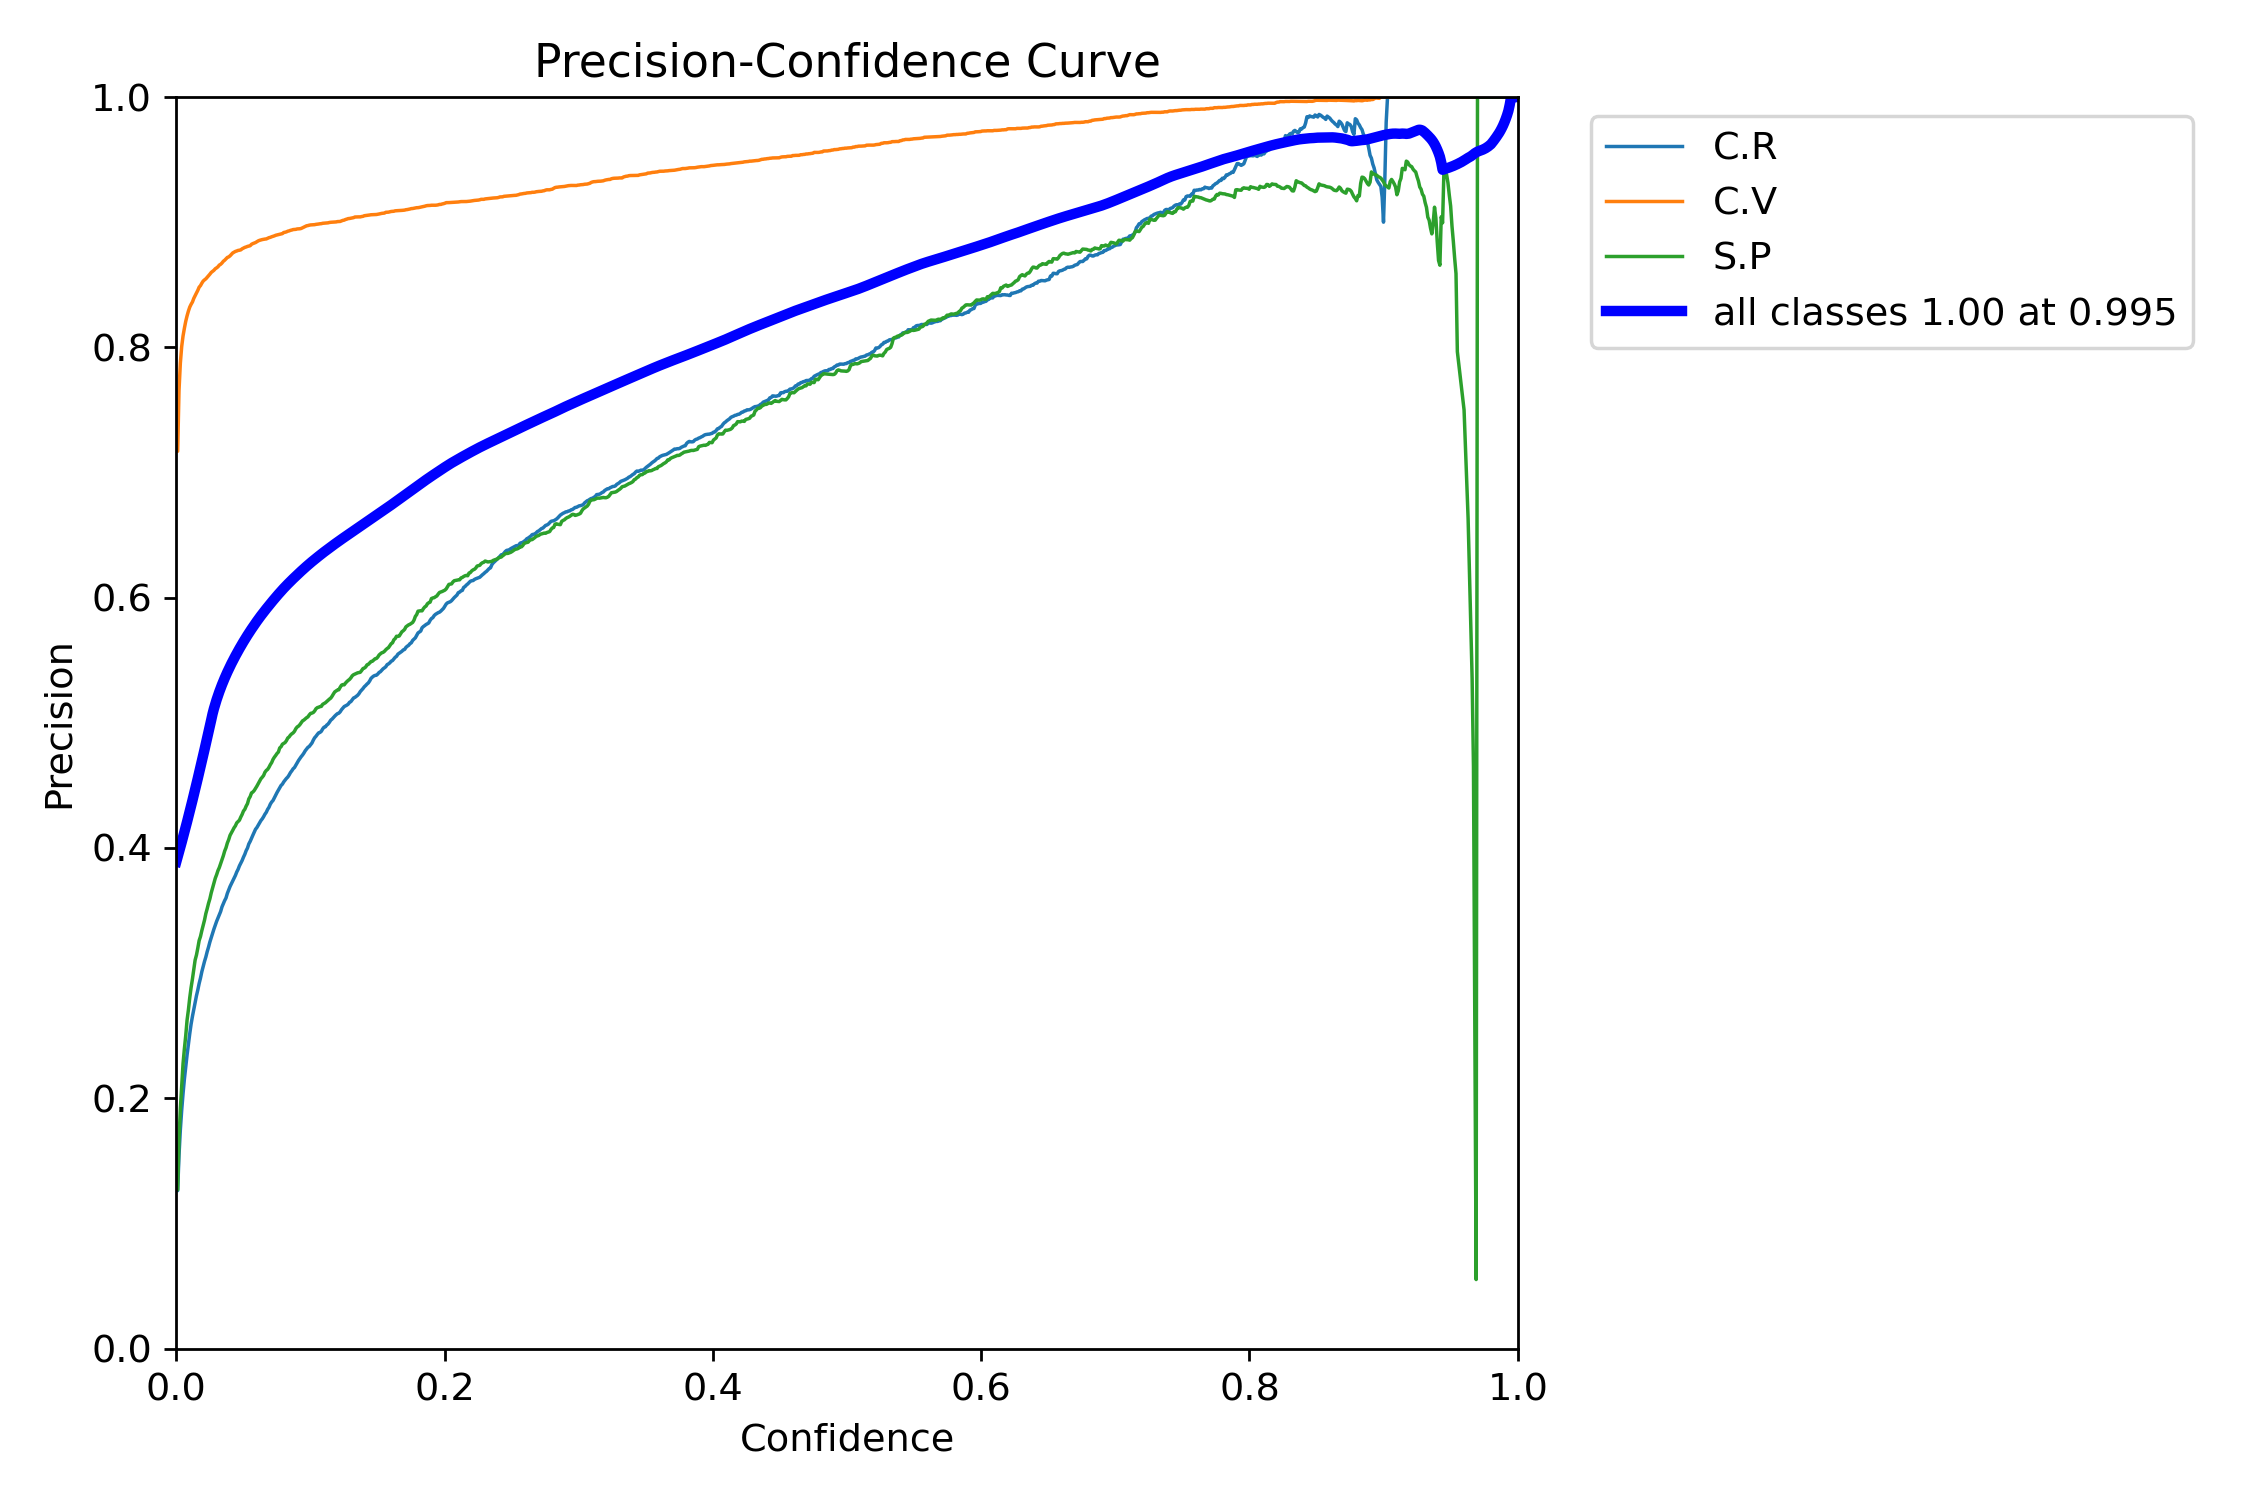 Precision-Confidence Curve
1.0
0.8
0.6
0.4
0.2
0.0
Precision
0.0 0.2 0.4 0.6 0.8 1.0
Confidence
C.R
C.V
S.P
all classes 1.00 at 0.995